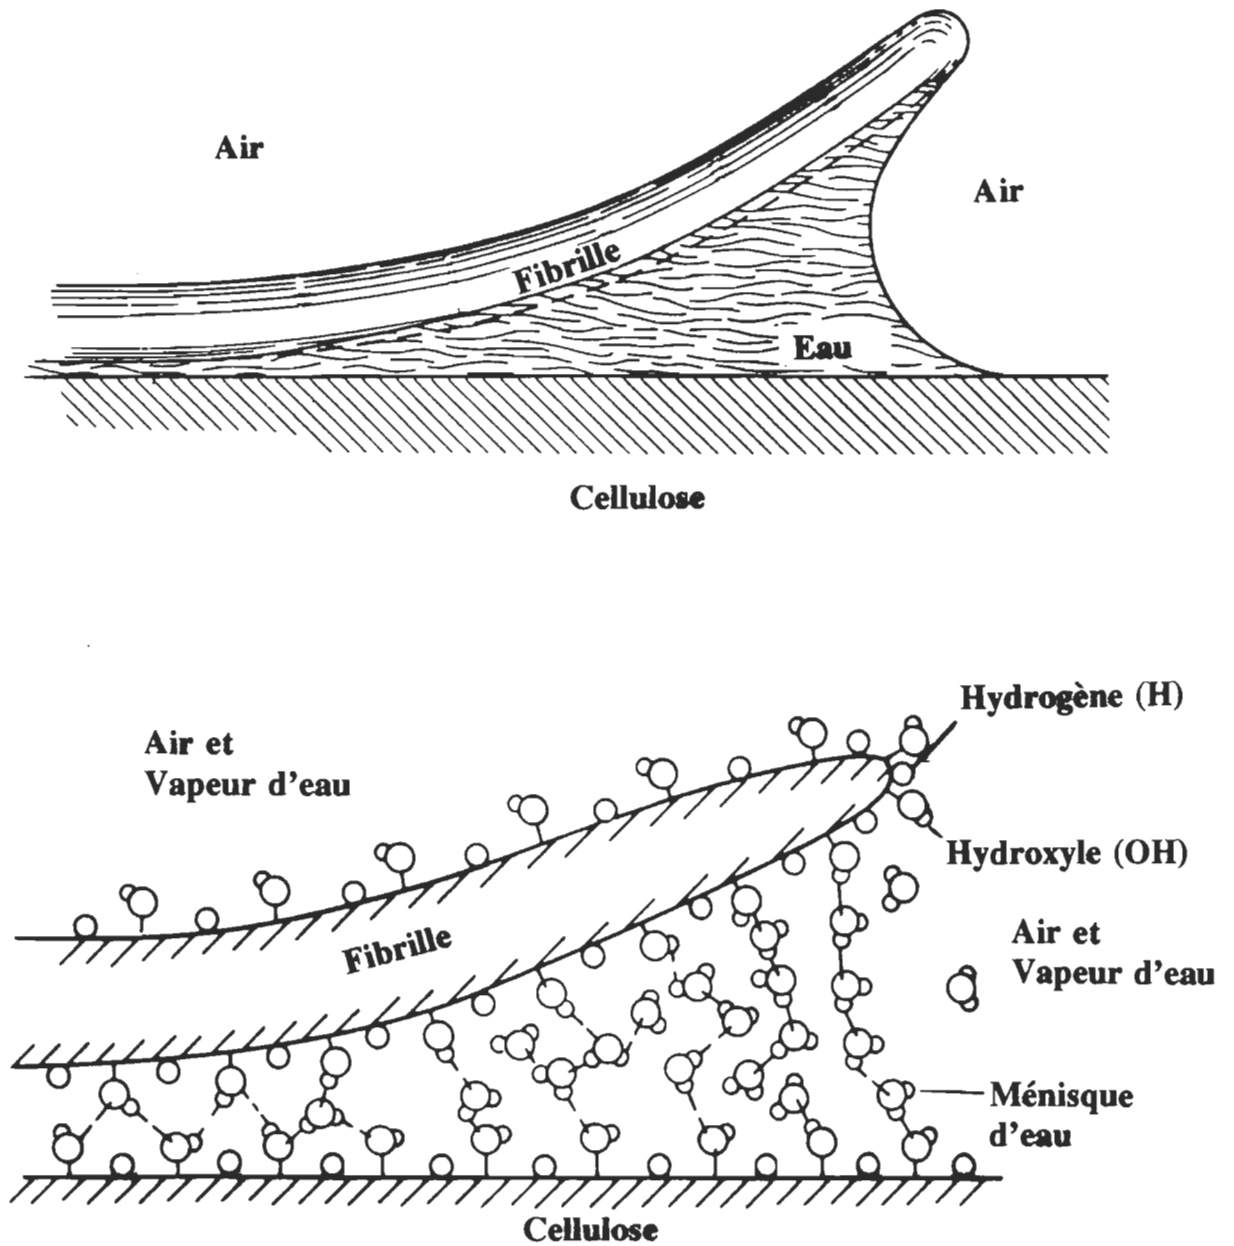 Air
Air
Fibrille
Eau
Cellulose
Hydrogène (H)
Air et
Vapeur d'eau
Hydroxyle (OH)
Fibrille
Air et
Vapeur d'eau
Ménisque
d'eau
Cellulose